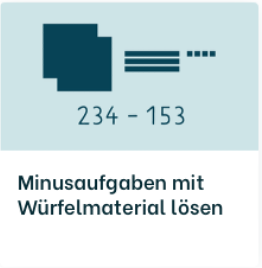 234 - 153
Minusaufgaben mit
Würfelmaterial lösen